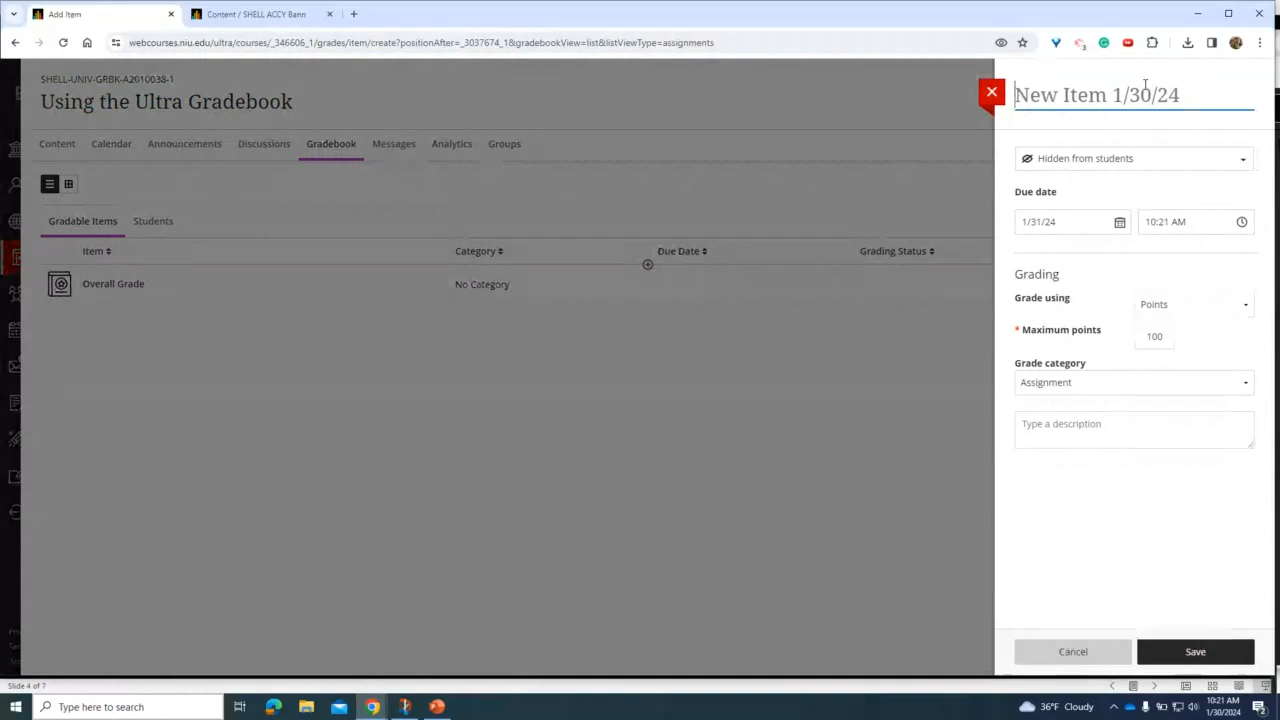 Add Item
Content / SHELL ACCY Bann
webcourses.niu.edu/ultra/courses/_346606_1/grades/item/create?positionAfter=_3037674_1&gradebookView=list&listViewType=assignments
3
SHELL-UNIV-GRBK-A2010038-1
Using the Ultra Gradebook
New Item 1/30/24
Content
Calendar
Announcements
Discussions
Gradebook
Messages
Analytics
Groups
Hidden from students
Due date
1/31/24
10:21 AM
Gradable Items
Students
Item
Category
Due Date
Grading Status
Overall Grade
No Category
Grading
Grade using
Points
* Maximum points
100
Grade category
Assignment
Type a description
Cancel
Save
Slide 4 of 7
Type here to search
36°F Cloudy
10:21 AM
1/30/2024
2